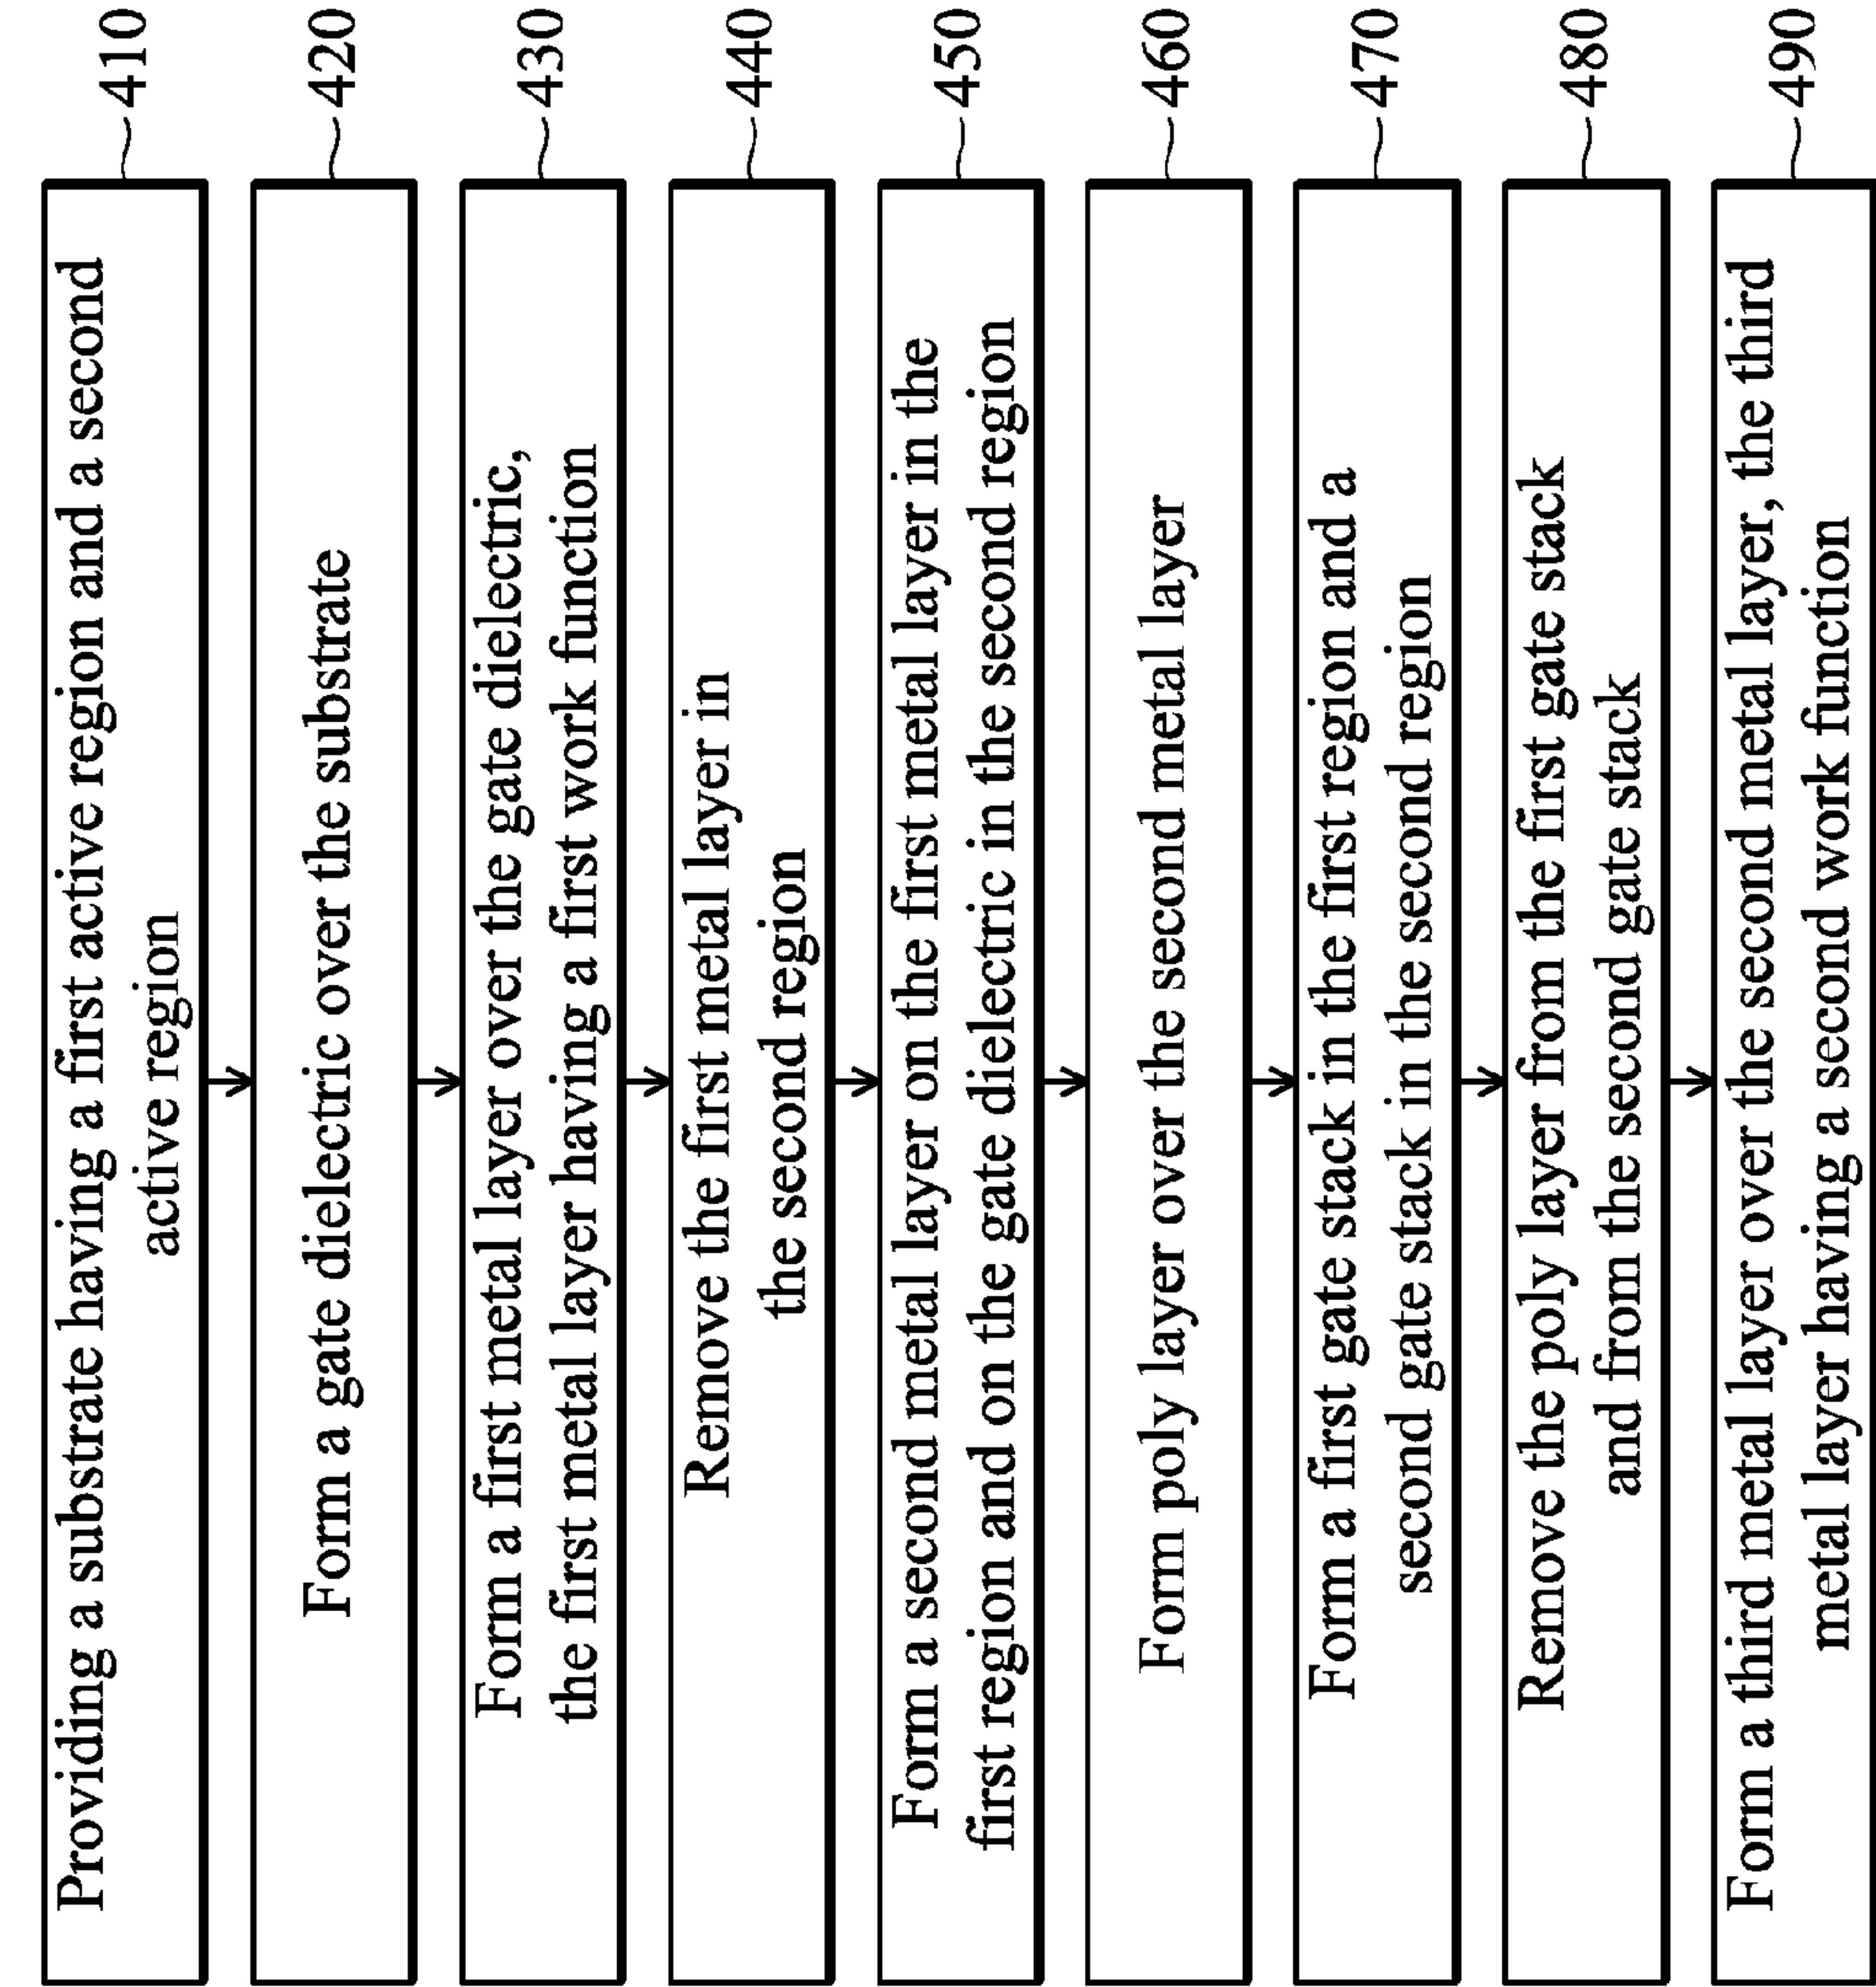 Providing a substrate having a first active region and a second
active region
410
Form a gate dielectric over the substrate
420
Form a first metal layer over the gate dielectric,
the first metal layer having a first work function
430
Remove the first metal layer in
the second region
440
Form a second metal layer on the first metal layer in the
first region and on the gate dielectric in the second region
450
Form poly layer over the second metal layer
460
Form a first gate stack in the first region and a
second gate stack in the second region
470
Remove the poly layer from the first gate stack
and from the second gate stack
480
Form a third metal layer over the second metal layer, the third
metal layer having a second work function
490